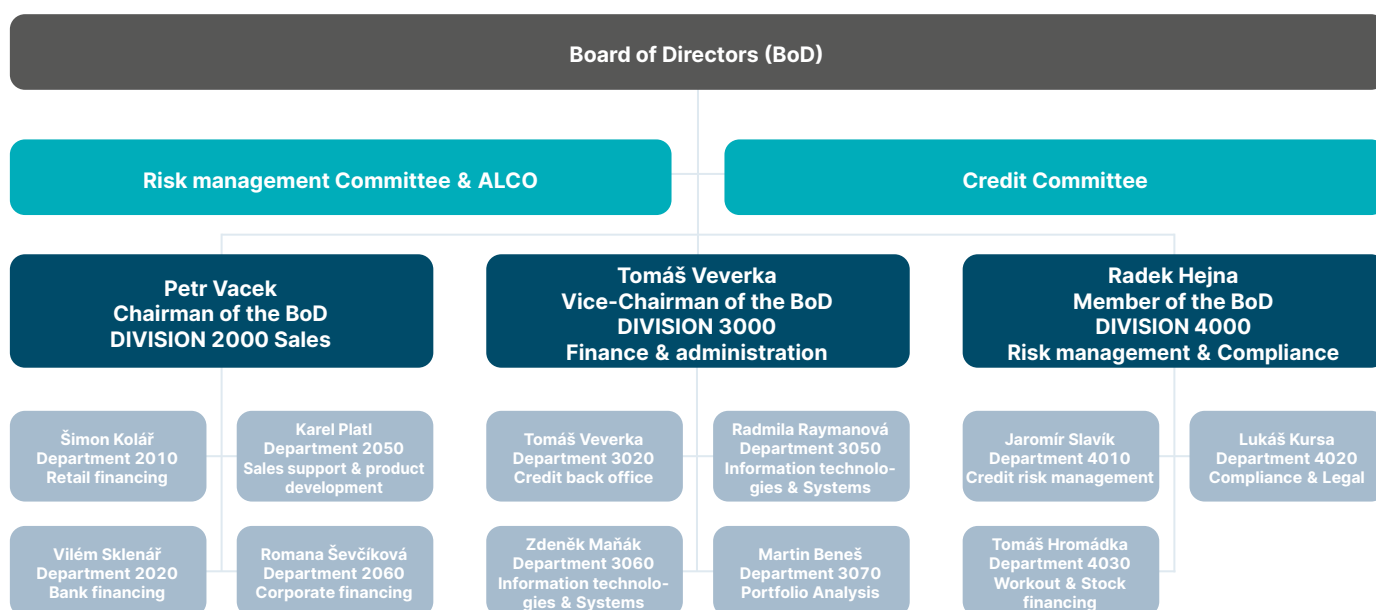 Board of Directors (BoD)
Risk management Committee & ALCO
Credit Committee
Petr Vacek
Chairman of the BoD
DIVISION 2000 Sales
Tomáš Veverka
Vice-Chairman of the BoD
DIVISION 3000
Finance & administration
Radek Hejna
Member of the BoD
DIVISION 4000
Risk management & Compliance
Šimon Kolář
Department 2010
Retail financing
Karel Platl
Department 2050
Sales support & product
development
Tomáš Veverka
Department 3020
Credit back office
Radmila Raymanová
Department 3050
Information technolo-
gies & Systems
Jaromír Slavík
Department 4010
Credit risk management
Lukáš Kursa
Department 4020
Compliance & Legal
Vilém Sklenář
Department 2020
Bank financing
Romana Ševčíková
Department 2060
Corporate financing
Zdeněk Maňák
Department 3060
Information technolo-
gies & Systems
Martin Beneš
Department 3070
Portfolio Analysis
Tomáš Hromádka
Department 4030
Workout & Stock
financing